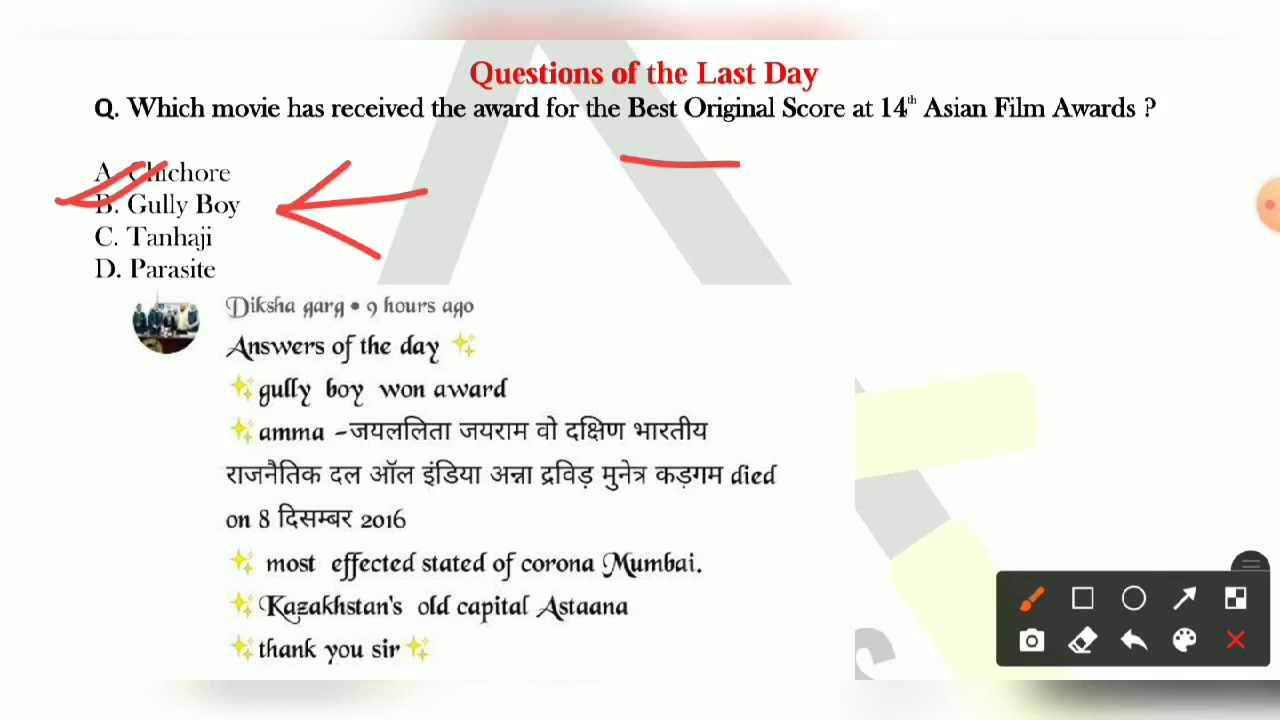 Questions of the Last Day
Q. Which movie has received the award for the Best Original Score at 14th Asian Film Awards ?
A. Chichore
B. Gully Boy
C. Tanhaji
D. Parasite
Diksha garg • 9 hours ago
Answers of the day ✨
✨gully boy won award
✨amma -जयललिता जयराम वो दक्षिण भारतीय
राजनैतिक दल ऑल इंडिया अन्ना द्रविड़ मुनेत्र कड़गम died
on 8 दिसम्बर 2016
✨ most effected stated of corona Mumbai.
✨Kazakhstan's old capital Astaana
✨thank you sir✨